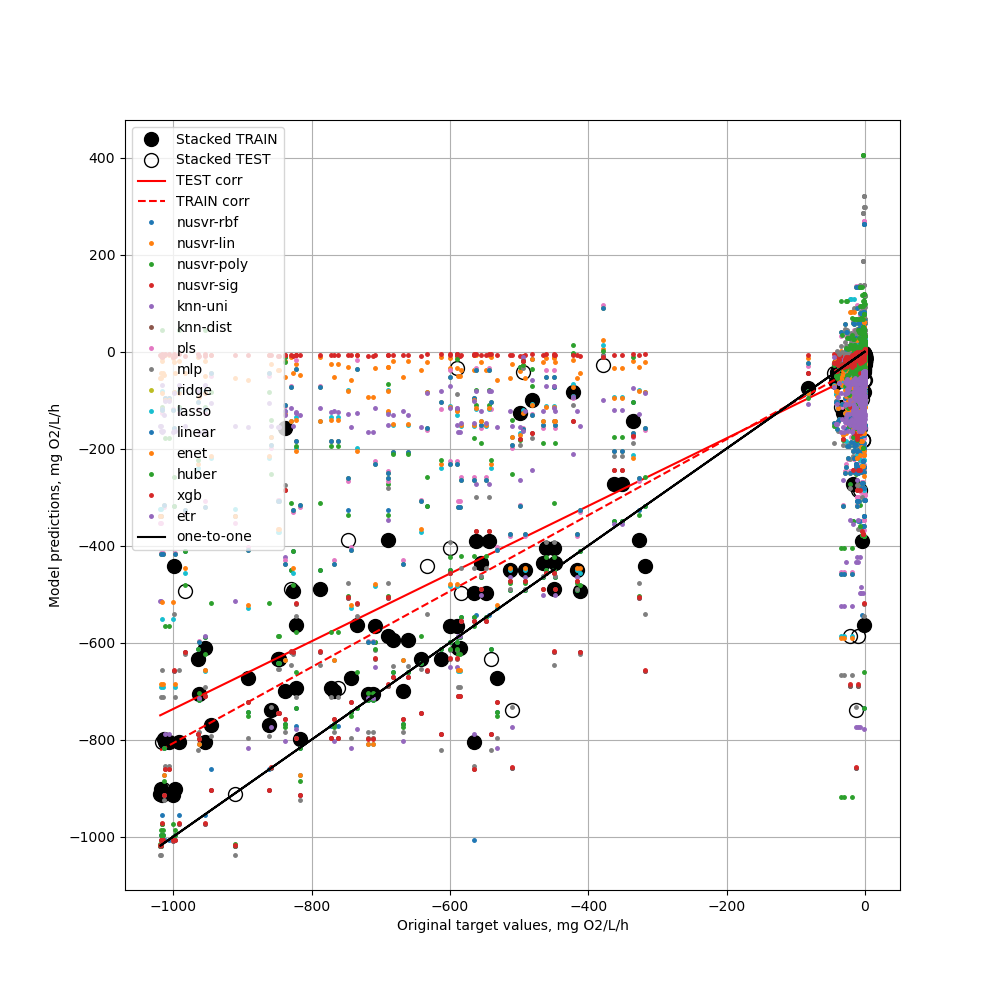 400
200
0
−200
−400
−600
−800
−1000
Model predictions, mg O2/L/h
Stacked TRAIN
Stacked TEST
TEST corr
TRAIN corr
nusvr-rbf
nusvr-lin
nusvr-poly
nusvr-sig
knn-uni
knn-dist
pls
mlp
ridge
lasso
linear
enet
huber
xgb
etr
one-to-one
−1000
−800
−600
−400
−200
0
Original target values, mg O2/L/h